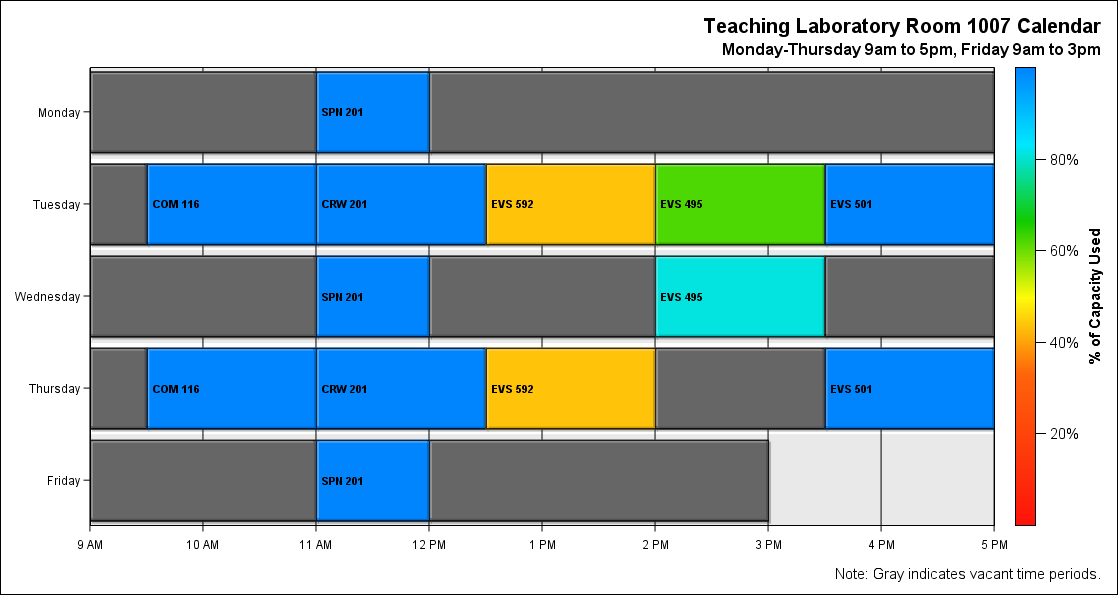 Teaching Laboratory Room 1007 Calendar
Monday-Thursday 9am to 5pm, Friday 9am to 3pm
Monday
SPN 201
Tuesday
COM 116
CRW 201
EVS 592
EVS 495
EVS 501
Wednesday
SPN 201
EVS 495
Thursday
COM 116
CRW 201
EVS 592
EVS 501
Friday
SPN 201
9 AM
10 AM
11 AM
12 PM
1 PM
2 PM
3 PM
4 PM
5 PM
80%
60%
40%
20%
% of Capacity Used
Note: Gray indicates vacant time periods.